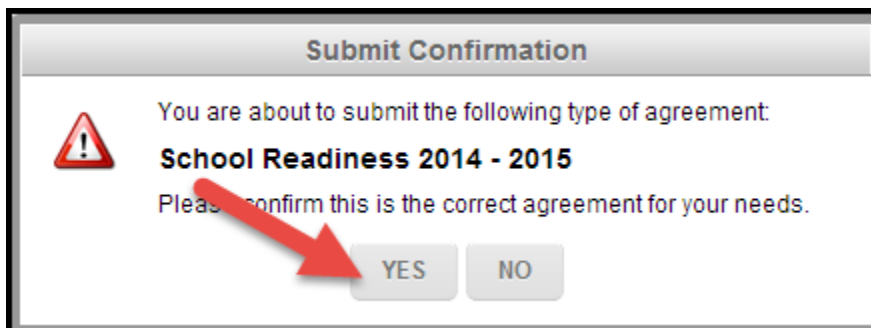 Submit Confirmation
You are about to submit the following type of agreement:
School Readiness 2014 - 2015
Please confirm this is the correct agreement for your needs.
YES NO